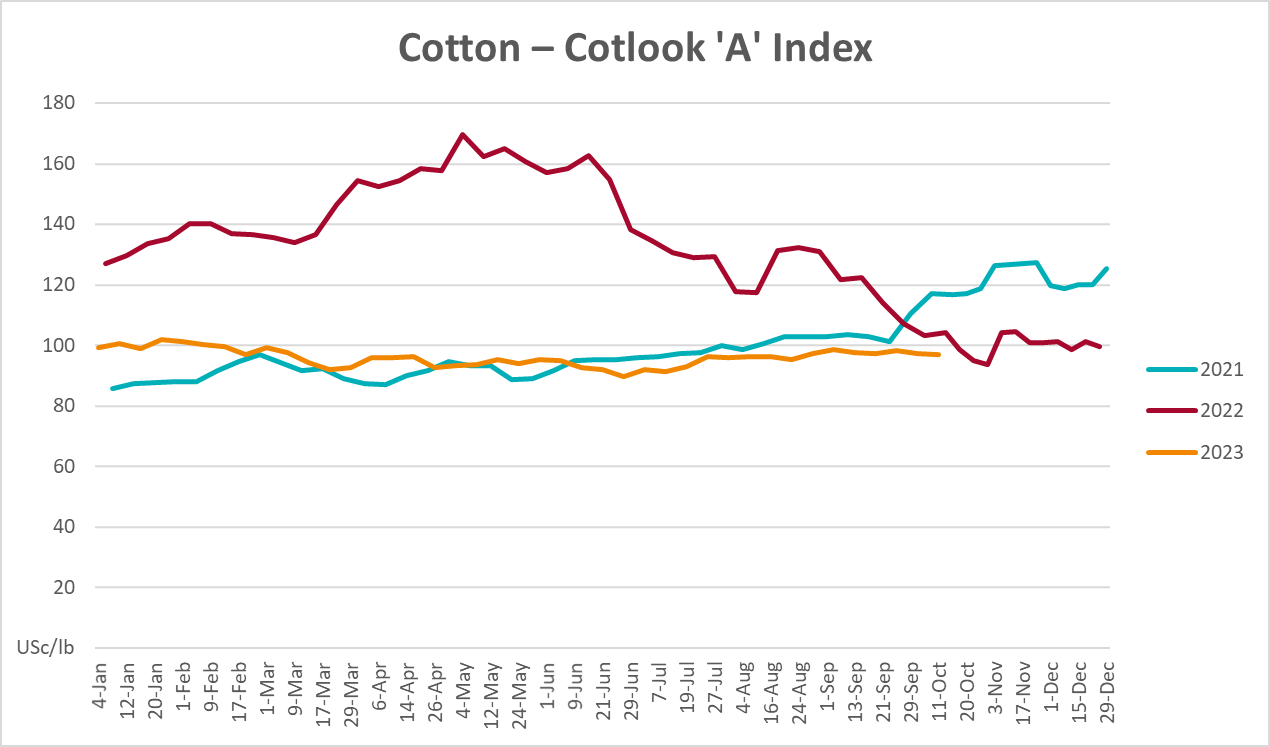 Cotton – Cotlook 'A' Index
180
160
140
120
100
80
60
40
20
USc/lb
4-Jan
12-Jan
20-Jan
1-Feb
9-Feb
17-Feb
1-Mar
9-Mar
17-Mar
29-Mar
6-Apr
14-Apr
26-Apr
4-May
12-May
24-May
1-Jun
9-Jun
21-Jun
29-Jun
7-Jul
19-Jul
27-Jul
4-Aug
16-Aug
24-Aug
1-Sep
13-Sep
21-Sep
29-Sep
11-Oct
20-Oct
3-Nov
17-Nov
1-Dec
15-Dec
29-Dec
2021
2022
2023